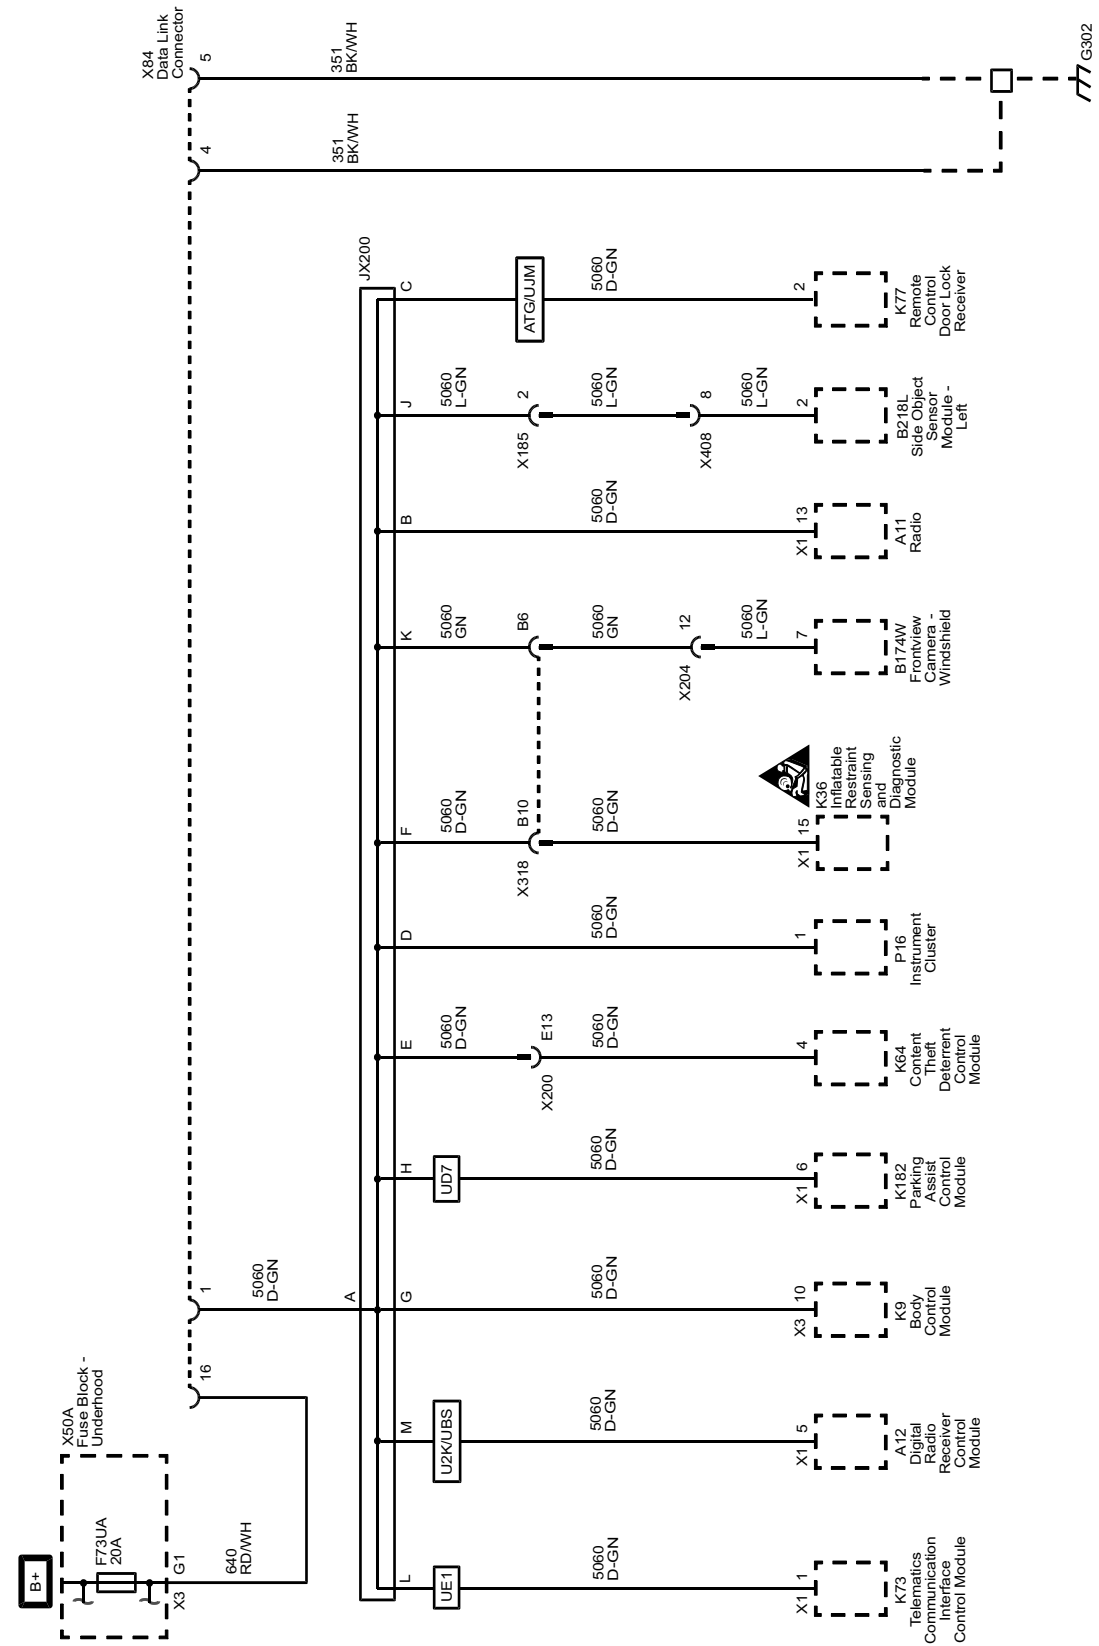 B+
X50A
Fuse Block -
Underhood
F73UA
20A
X3
G1
640
RD/WH
16
1
5060
D-GN
A
4
351
BK/WH
X84
Data Link
Connector
5
351
BK/WH
G302
JX200
L
UE1
5060
D-GN
X1
1
K73
Telematics
Communication
Interface
Control Module
M
U2K/UBS
5060
D-GN
X1
5
A12
Digital
Radio
Receiver
Control
Module
G
5060
D-GN
X3
10
K9
Body
Control
Module
H
UD7
5060
D-GN
X1
6
K182
Parking
Assist
Control
Module
E
5060
D-GN
X200
E13
5060
D-GN
4
K64
Content
Theft
Deterrent
Control
Module
D
5060
D-GN
1
P16
Instrument
Cluster
F
5060
D-GN
X318
B10
5060
D-GN
X1
15
K36
Inflatable
Restraint
Sensing
and
Diagnostic
Module
K
5060
GN
B6
5060
GN
X204
12
5060
L-GN
7
B174W
Frontview
Camera -
Windshield
B
5060
D-GN
X1
13
A11
Radio
J
5060
L-GN
X185
2
5060
L-GN
X408
8
5060
L-GN
2
B218L
Side Object
Sensor
Module -
Left
C
ATG/UJM
5060
D-GN
2
K77
Remote
Control
Door Lock
Receiver